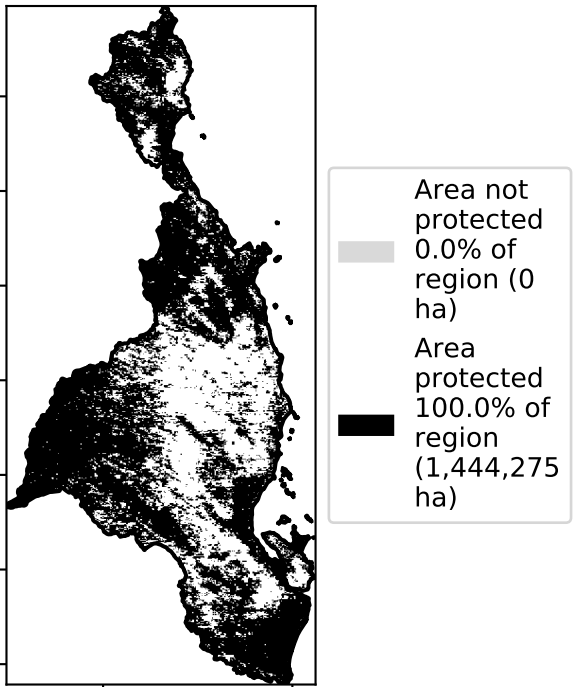 Area not
protected
0.0% of
region (0
ha)
Area
protected
100.0% of
region
(1,444,275
ha)